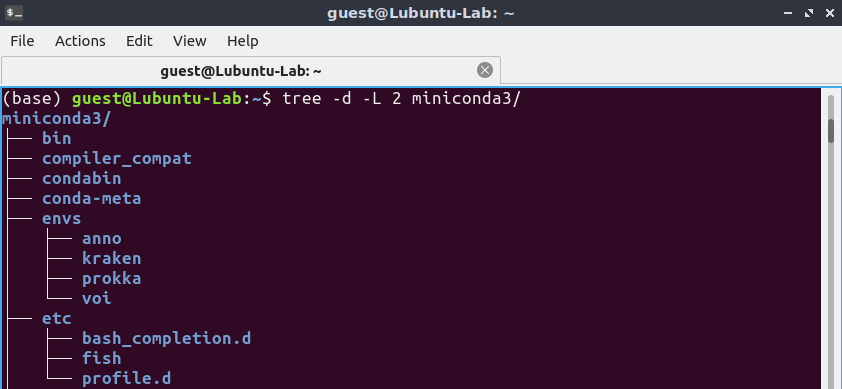 guest@Lubuntu-Lab: ~
File Actions Edit View Help
guest@Lubuntu-Lab: ~
(base) guest@Lubuntu-Lab:~$ tree -d -L 2 miniconda3/
miniconda3/
├── bin
├── compiler_compat
├── condabin
├── conda-meta
├── envs
│   ├── anno
│   ├── kraken
│   ├── prokka
│   └── voi
├── etc
│   ├── bash_completion.d
│   ├── fish
│   └── profile.d